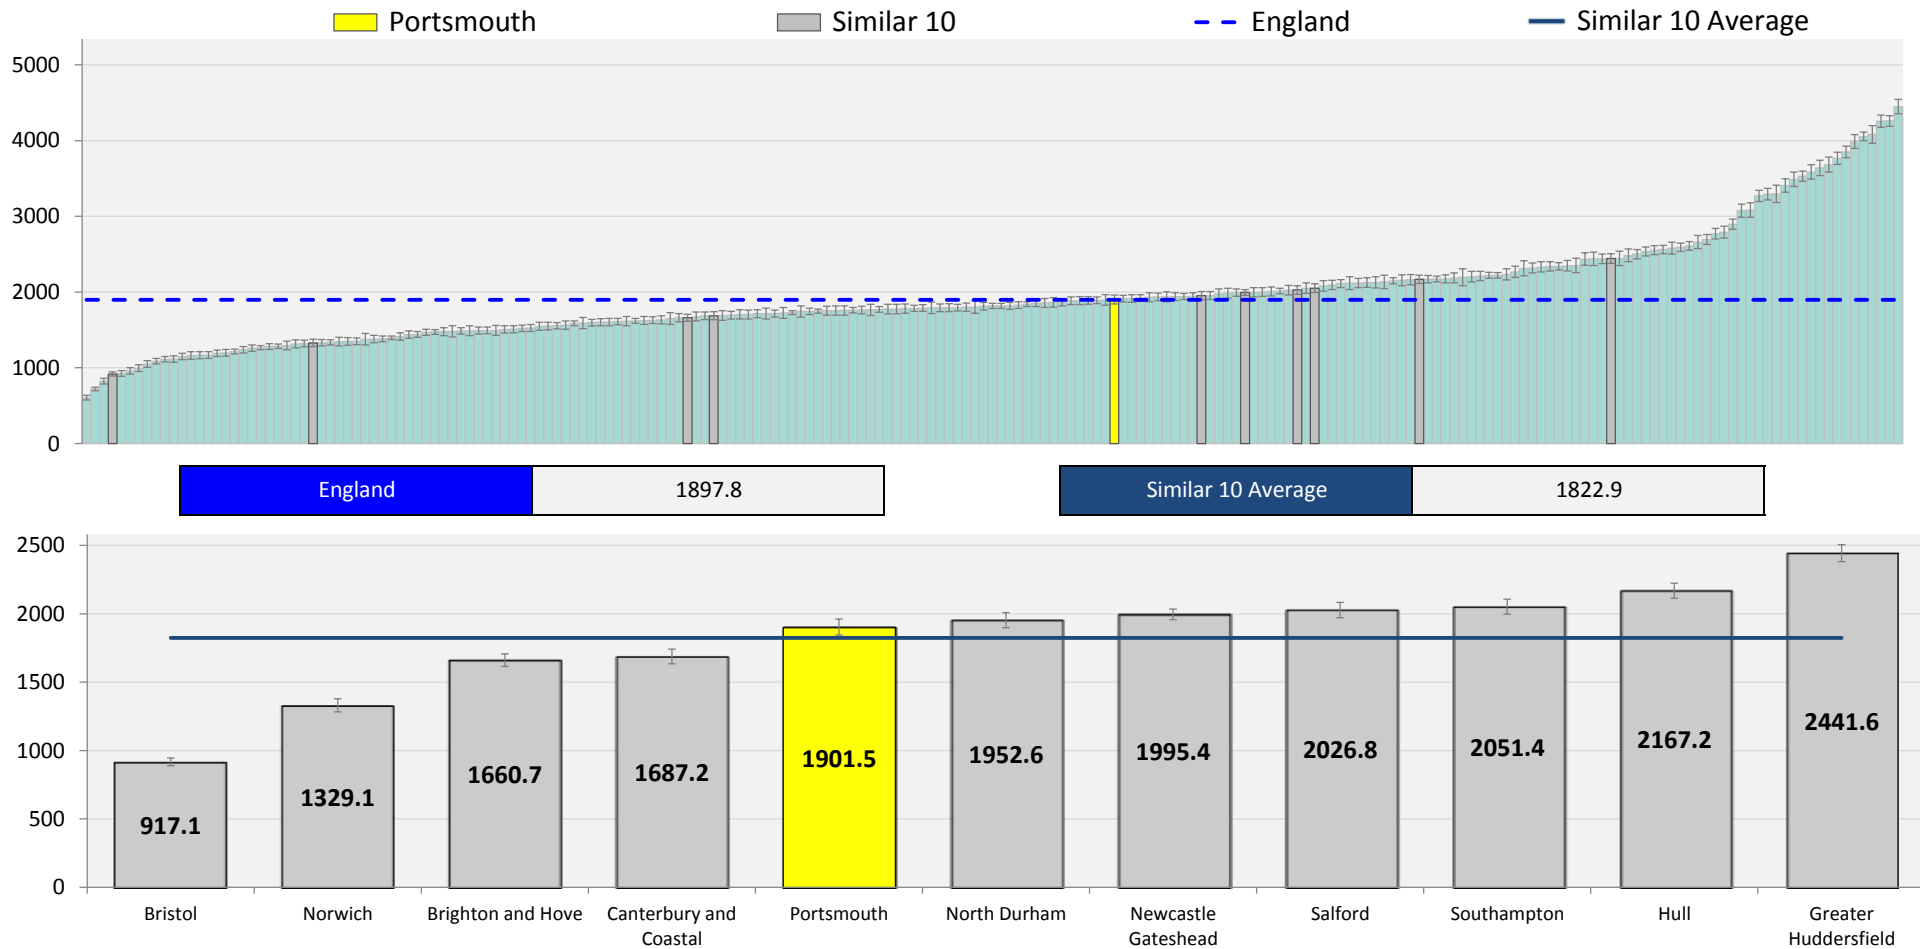 Portsmouth Similar 10 England Similar 10 Average
5000
4000
3000
2000
1000
0
England 1897.8 Similar 10 Average 1822.9
2500
2000
1500
1000
500
0
917.1
1329.1
1660.7
1687.2
1901.5
1952.6
1995.4
2026.8
2051.4
2167.2
2441.6
Bristol
Norwich
Brighton and Hove
Canterbury and
Coastal
Portsmouth
North Durham
Newcastle
Gateshead
Salford
Southampton
Hull
Greater
Huddersfield